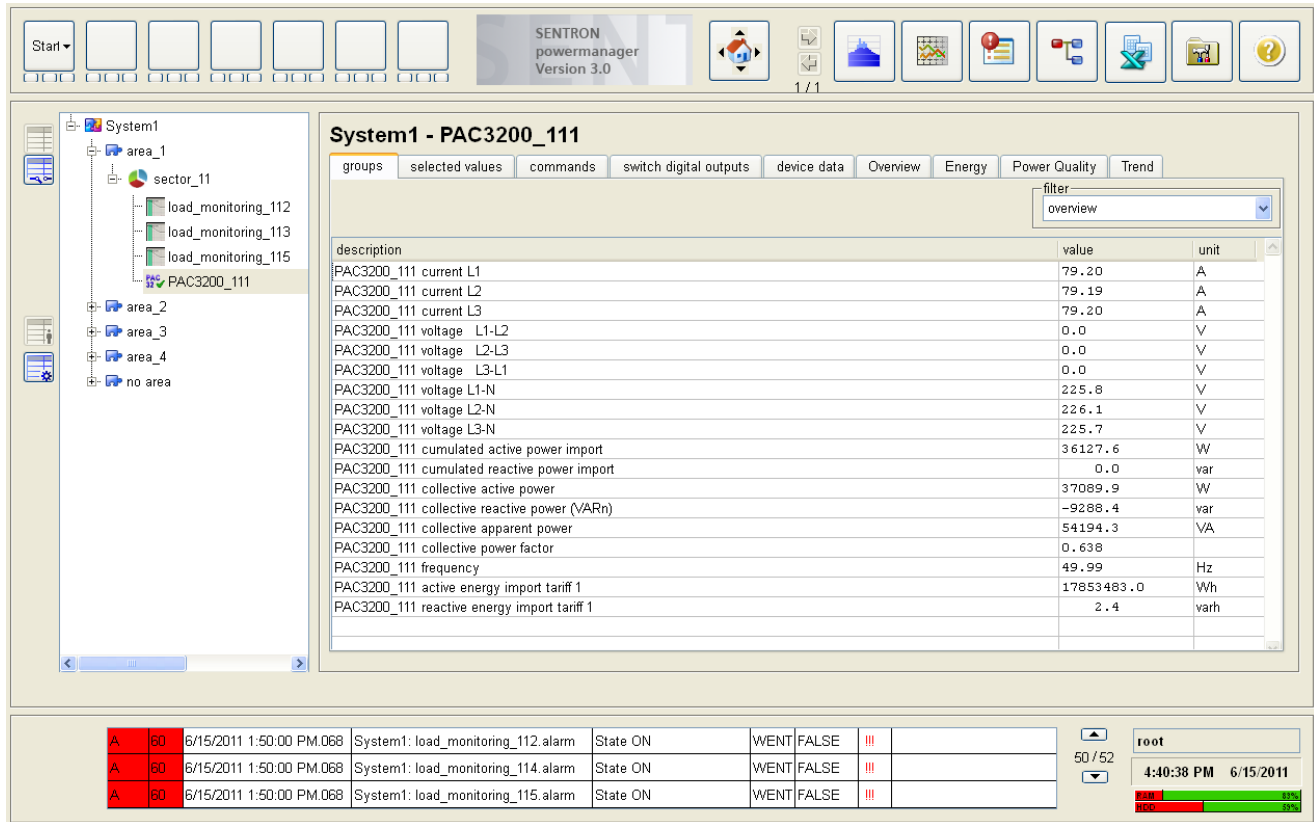 Start
SENTRON
powermanager
Version 3.0
1 / 1
System1
area_1
sector_11
load_monitoring_112
load_monitoring_113
load_monitoring_115
PAC3200_111
area_2
area_3
area_4
no area
System1 - PAC3200_111
groups selected values commands switch digital outputs device data Overview Energy Power Quality Trend
filter
overview
description value unit
PAC3200_111 current L1 79.20 A
PAC3200_111 current L2 79.19 A
PAC3200_111 current L3 79.20 A
PAC3200_111 voltage L1-L2 0.0 V
PAC3200_111 voltage L2-L3 0.0 V
PAC3200_111 voltage L3-L1 0.0 V
PAC3200_111 voltage L1-N 225.8 V
PAC3200_111 voltage L2-N 226.1 V
PAC3200_111 voltage L3-N 225.7 V
PAC3200_111 cumulated active power import 36127.6 W
PAC3200_111 cumulated reactive power import 0.0 var
PAC3200_111 collective active power 37089.9 W
PAC3200_111 collective reactive power (VARn) -9288.4 var
PAC3200_111 collective apparent power 54194.3 VA
PAC3200_111 collective power factor 0.638
PAC3200_111 frequency 49.99 Hz
PAC3200_111 active energy import tariff 1 17853483.0 Wh
PAC3200_111 reactive energy import tariff 1 2.4 varh
A 60 6/15/2011 1:50:00 PM.068 System1: load_monitoring_112.alarm State ON WENT FALSE !!!
A 60 6/15/2011 1:50:00 PM.068 System1: load_monitoring_114.alarm State ON WENT FALSE !!!
A 60 6/15/2011 1:50:00 PM.068 System1: load_monitoring_115.alarm State ON WENT FALSE !!!
50 / 52
root
4:40:38 PM 6/15/2011
RAM 83%
HDD 59%